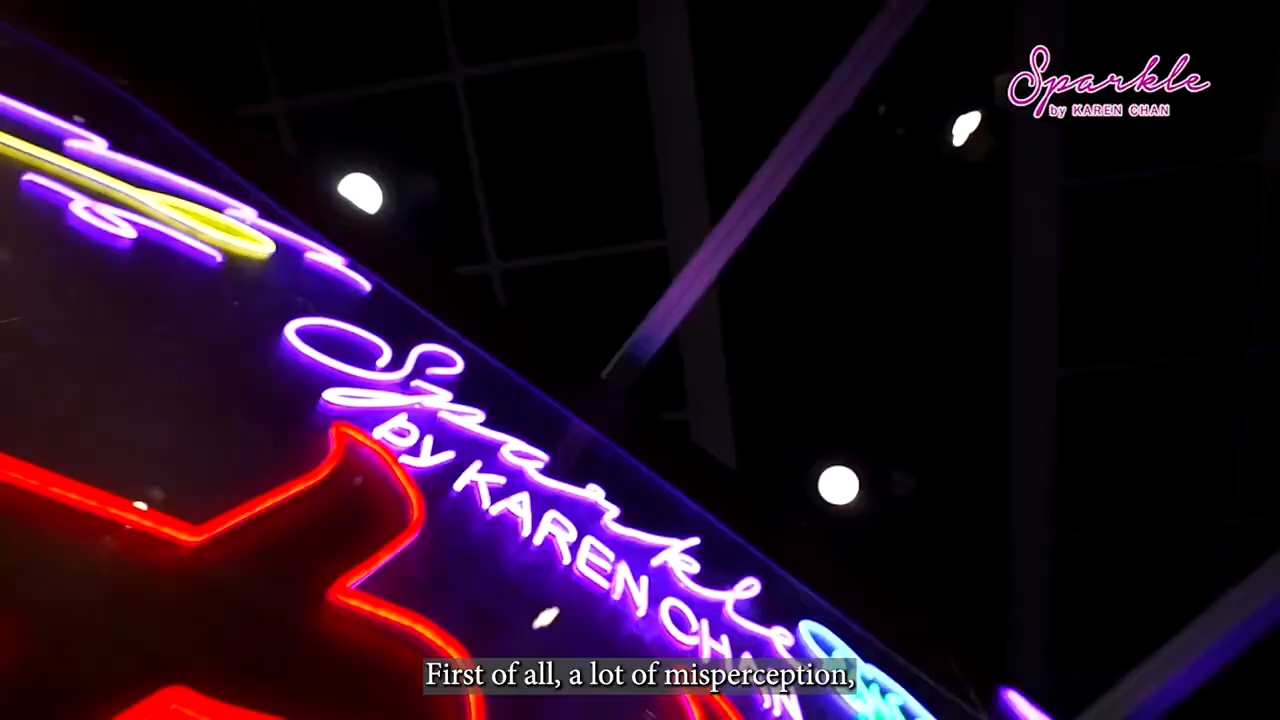 Sparkle
by KAREN CHAN
Sparkle
by KAREN CHAN
First of all, a lot of misperception,